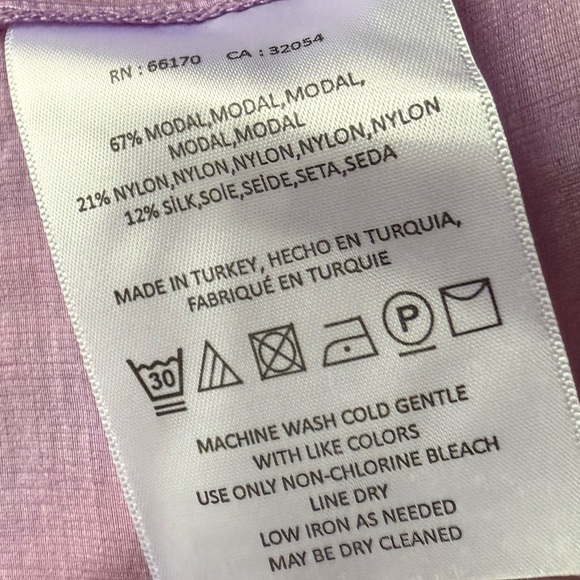 RN : 66170 CA : 32054
67% MODAL,MODAL,MODAL,
MODAL,MODAL
21% NYLON,NYLON,NYLON,NYLON,NYLON
12% SİLK,SOIE,SEİDE,SETA,SEDA
MADE IN TURKEY, HECHO EN TURQUIA,
FABRIQUÉ EN TURQUIE
30
P
MACHINE WASH COLD GENTLE
WITH LIKE COLORS
USE ONLY NON-CHLORINE BLEACH
LINE DRY
LOW IRON AS NEEDED
MAY BE DRY CLEANED